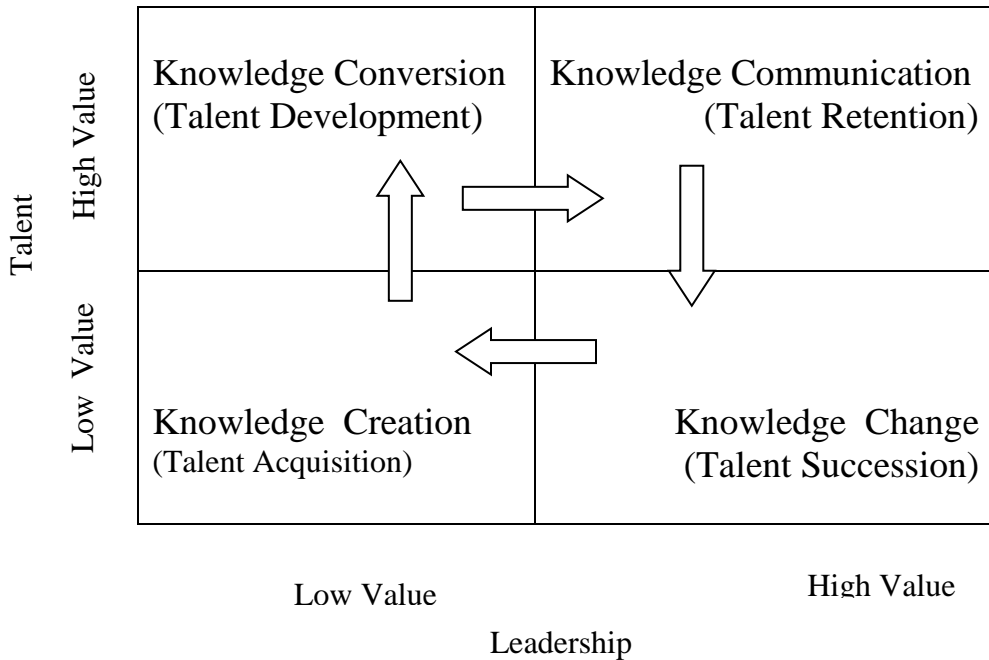 Knowledge Conversion
(Talent Development)
Knowledge Communication
(Talent Retention)
Talent
High Value
Low Value
Knowledge Creation
(Talent Acquisition)
Knowledge Change
(Talent Succession)
Low Value
High Value
Leadership